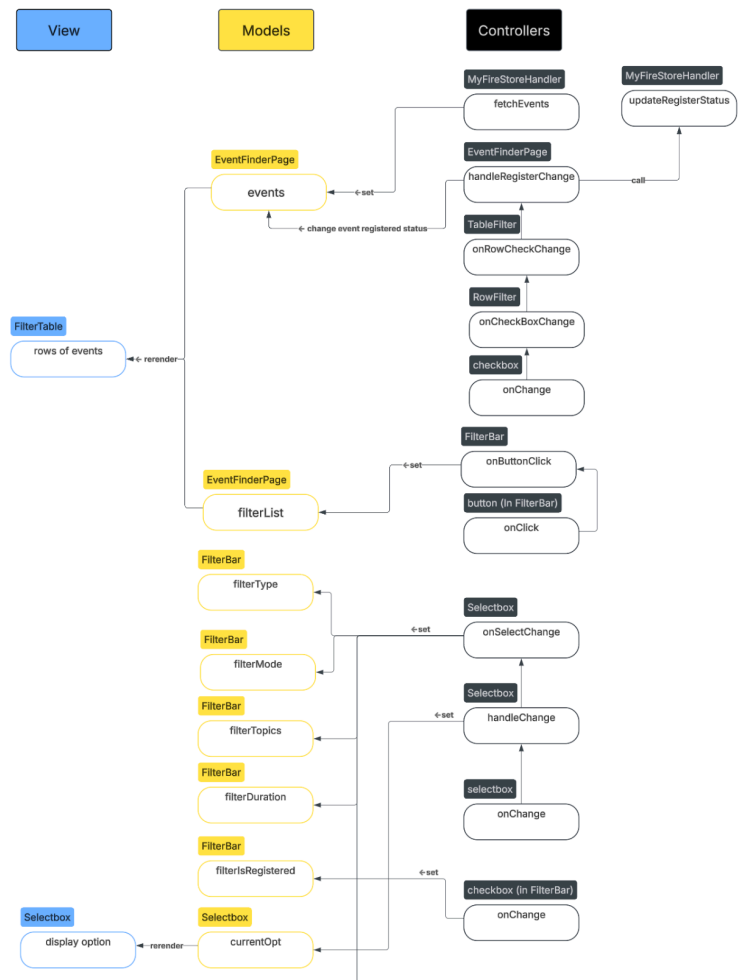 View
Models
Controllers
MyFireStoreHandler
MyFireStoreHandler
fetchEvents
updateRegisterStatus
EventFinderPage
EventFinderPage
handleRegisterChange
events
←set
call
TableFilter
← change event registered status
onRowCheckChange
RowFilter
onCheckBoxChange
FilterTable
rows of events
← rerender
checkbox
onChange
FilterBar
onButtonClick
←set
EventFinderPage
filterList
button (In FilterBar)
onClick
FilterBar
filterType
Selectbox
←set
onSelectChange
FilterBar
filterMode
Selectbox
←set
handleChange
FilterBar
filterTopics
FilterBar
filterDuration
selectbox
onChange
FilterBar
filterIsRegistered
←set
checkbox (in FilterBar)
onChange
Selectbox
display option
rerender
Selectbox
currentOpt